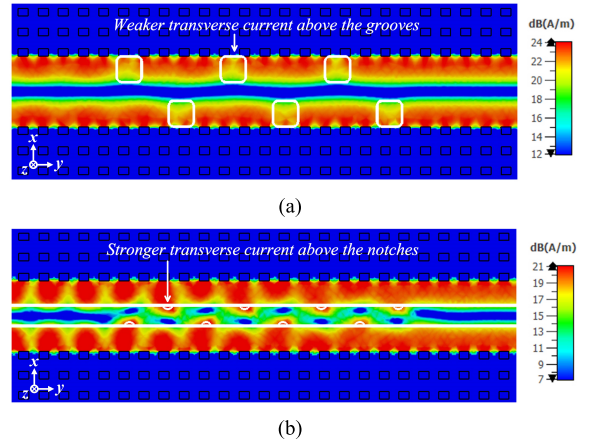 Weaker transverse current above the grooves
dB(A/m)
24
22
20
18
16
14
12
x
z
y
(a)
Stronger transverse current above the notches
dB(A/m)
21
19
17
15
13
11
9
7
x
z
y
(b)